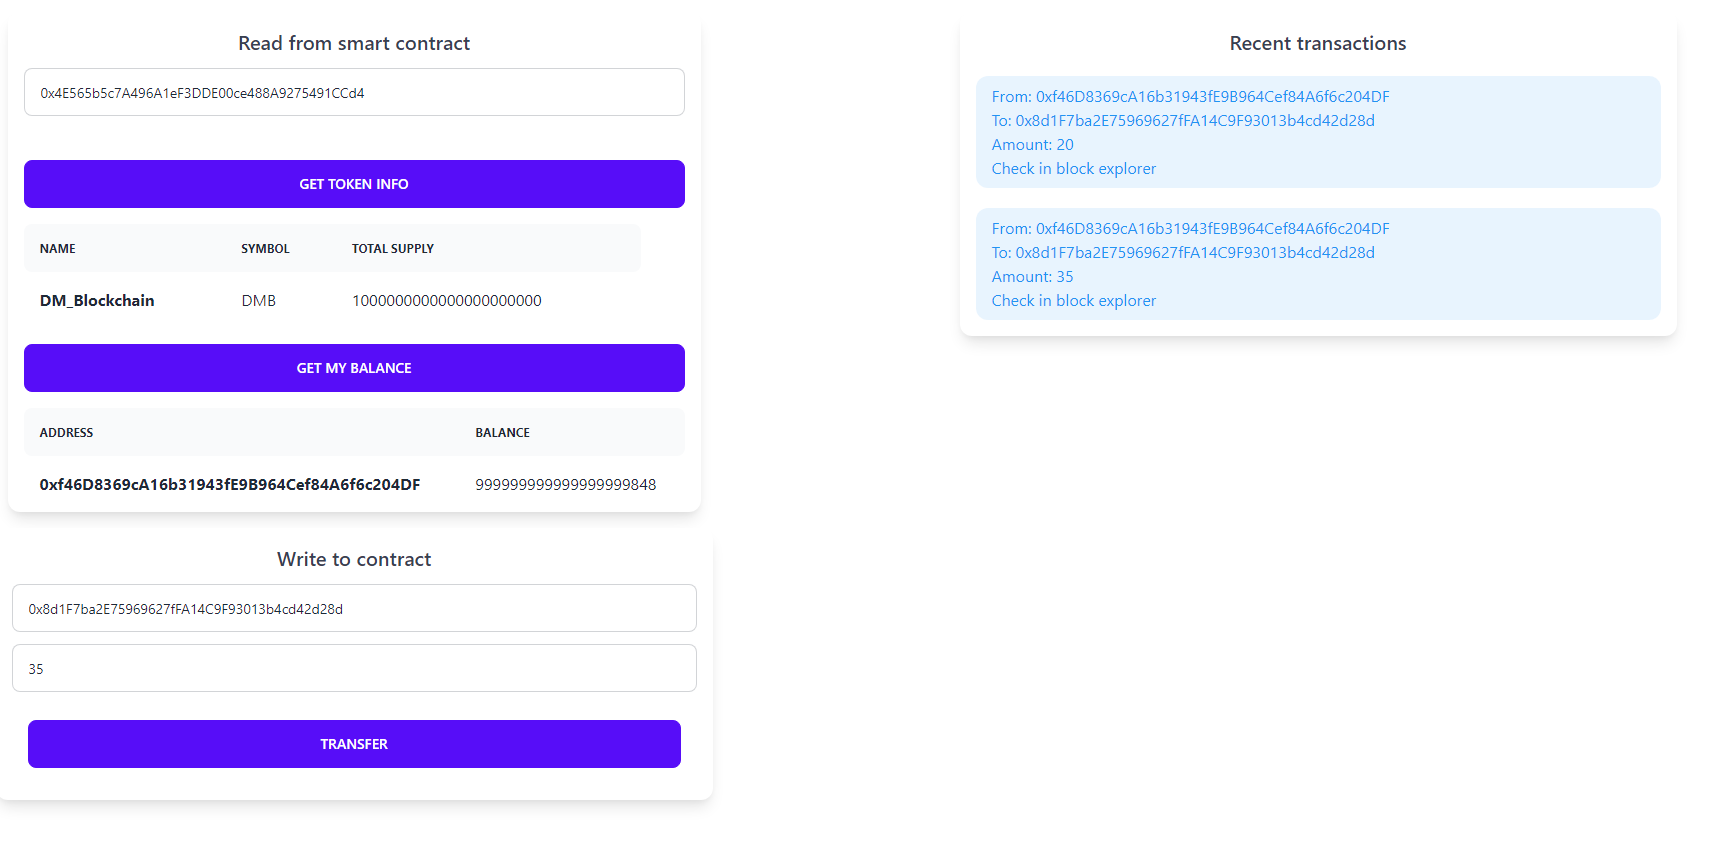 Read from smart contract
0x4E565b5c7A496A1eF3DDE00ce488A9275491CCd4
GET TOKEN INFO
NAME SYMBOL TOTAL SUPPLY
DM_Blockchain DMB 1000000000000000000000
GET MY BALANCE
ADDRESS BALANCE
0xf46D8369cA16b31943fE9B964Cef84A6f6c204DF 999999999999999999848
Write to contract
0x8d1F7ba2E75969627fFA14C9F93013b4cd42d28d
35
TRANSFER
Recent transactions
From: 0xf46D8369cA16b31943fE9B964Cef84A6f6c204DF
To: 0x8d1F7ba2E75969627fFA14C9F93013b4cd42d28d
Amount: 20
Check in block explorer
From: 0xf46D8369cA16b31943fE9B964Cef84A6f6c204DF
To: 0x8d1F7ba2E75969627fFA14C9F93013b4cd42d28d
Amount: 35
Check in block explorer